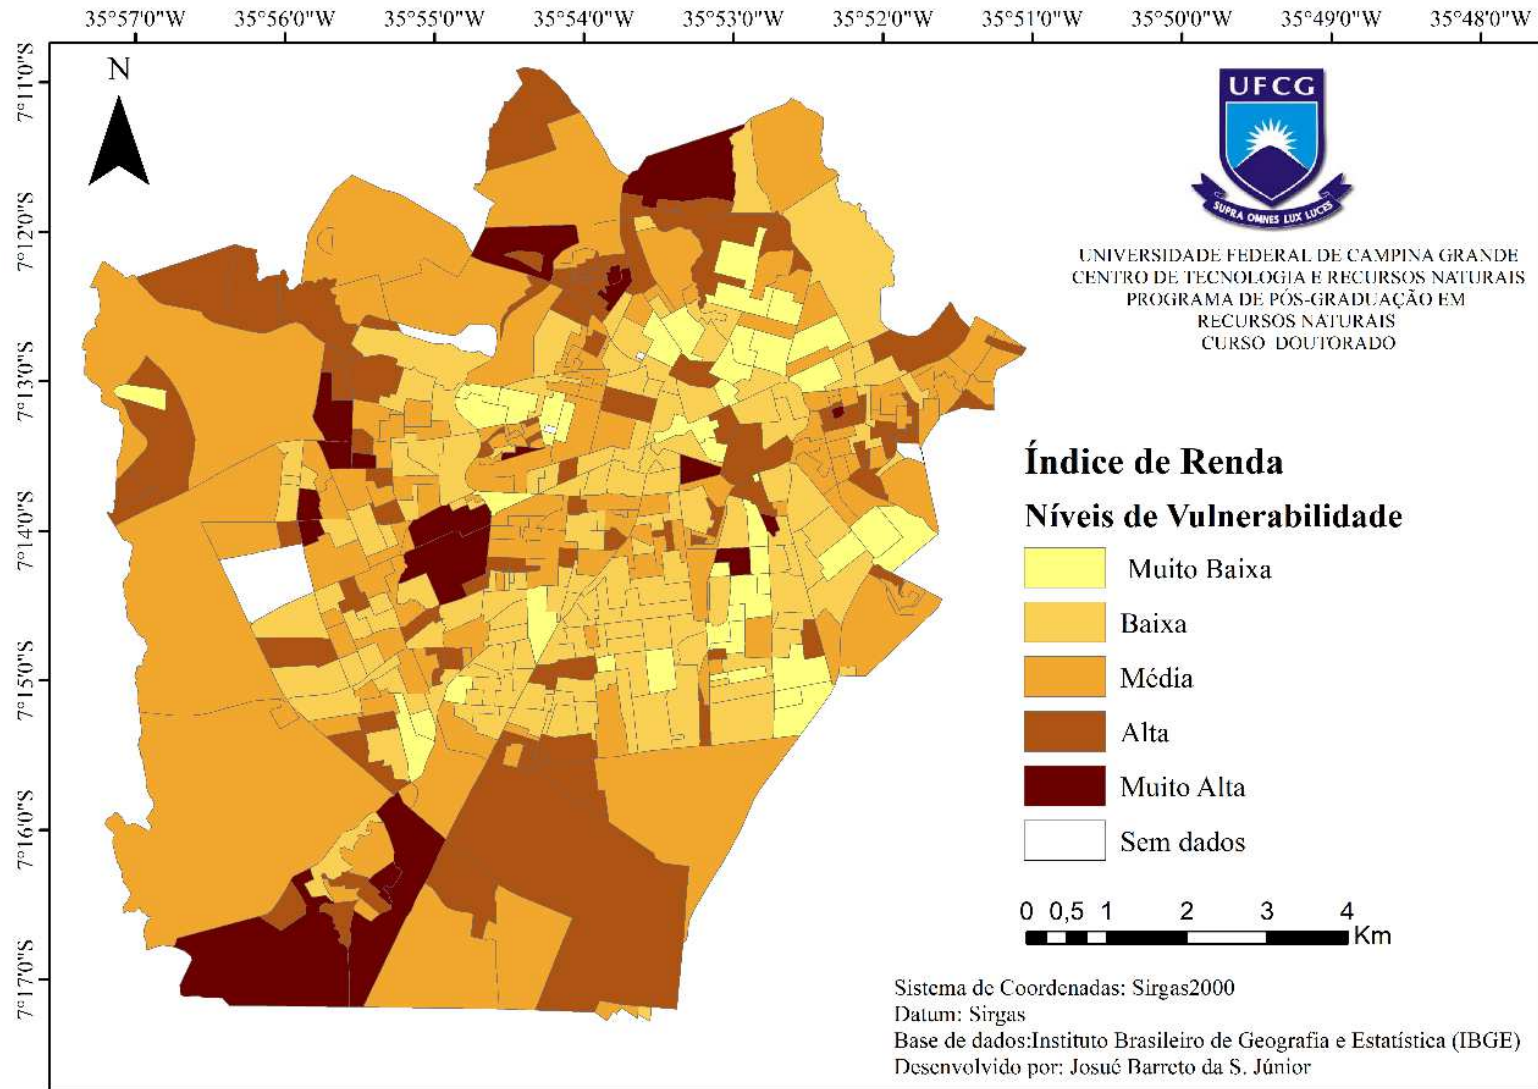 35°57'0"W 35°56'0"W 35°55'0"W 35°54'0"W 35°53'0"W 35°52'0"W 35°51'0"W 35°50'0"W 35°49'0"W 35°48'0"W
7°11'0"S
7°12'0"S
7°13'0"S
7°14'0"S
7°15'0"S
7°16'0"S
7°17'0"S
N
UFCG
SUPRA OMNES LUX LUCES
UNIVERSIDADE FEDERAL DE CAMPINA GRANDE
CENTRO DE TECNOLOGIA E RECURSOS NATURAIS
PROGRAMA DE PÓS-GRADUAÇÃO EM
RECURSOS NATURAIS
CURSO DOUTORADO
Índice de Renda
Níveis de Vulnerabilidade
Muito Baixa
Baixa
Média
Alta
Muito Alta
Sem dados
0 0,5 1 2 3 4
Km
Sistema de Coordenadas: Sirgas2000
Datum: Sirgas
Base de dados:Instituto Brasileiro de Geografia e Estatística (IBGE)
Desenvolvido por: Josué Barreto da S. Júnior